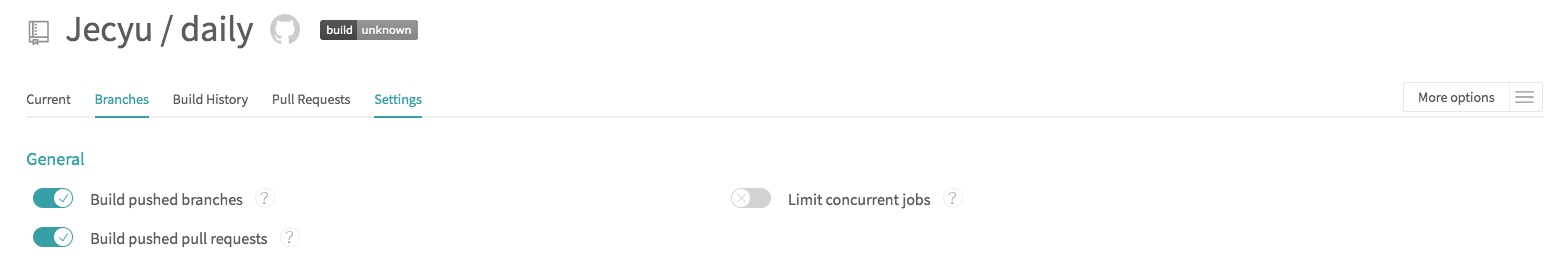 Jecyu / daily build unknown
Current Branches Build History Pull Requests Settings More options
General
Build pushed branches ? Limit concurrent jobs ?
Build pushed pull requests ?